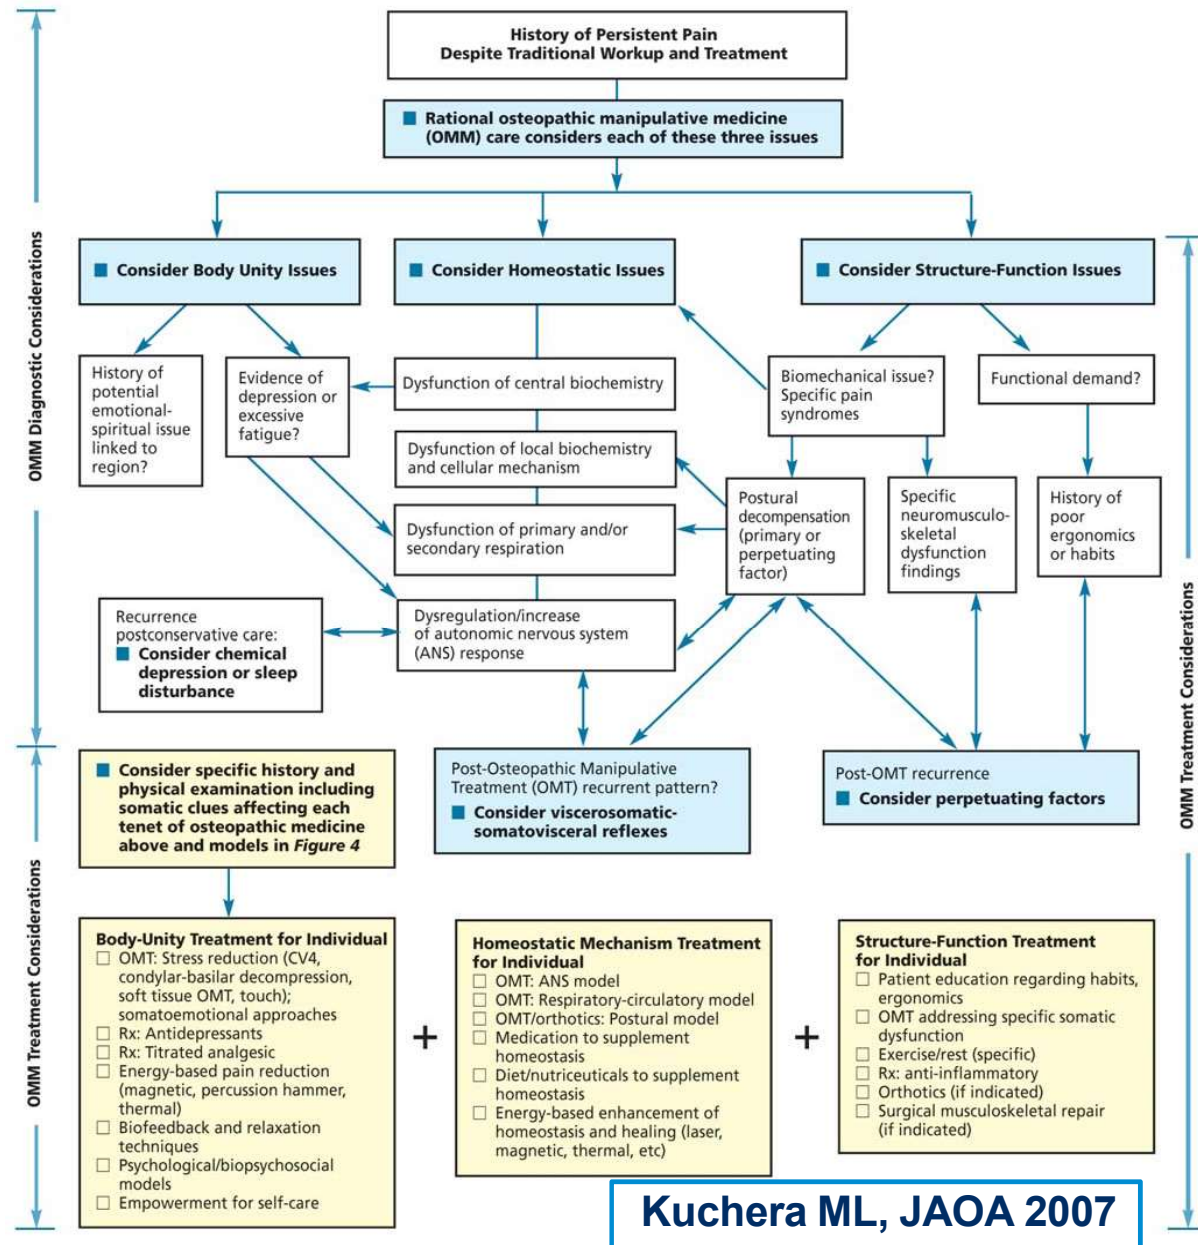 History of Persistent Pain
Despite Traditional Workup and Treatment
■ Rational osteopathic manipulative medicine
(OMM) care considers each of these three issues
OMM Diagnostic Considerations
■ Consider Body Unity Issues
■ Consider Homeostatic Issues
■ Consider Structure-Function Issues
History of
potential
emotional-
spiritual issue
linked to
region?
Evidence of
depression or
excessive
fatigue?
Dysfunction of central biochemistry
Dysfunction of local biochemistry
and cellular mechanism
Dysfunction of primary and/or
secondary respiration
Dysregulation/increase
of autonomic nervous system
(ANS) response
Biomechanical issue?
Specific pain
syndromes
Functional demand?
Postural
decompensation
(primary or
perpetuating
factor)
Specific
neuromusculo-
skeletal
dysfunction
findings
History of
poor
ergonomics
or habits
Recurrence
postconservative care:
■ Consider chemical
depression or sleep
disturbance
OMM Treatment Considerations
■ Consider specific history and
physical examination including
somatic clues affecting each
tenet of osteopathic medicine
above and models in Figure 4
Post-Osteopathic Manipulative
Treatment (OMT) recurrent pattern?
■ Consider viscerosomatic-
somatovisceral reflexes
Post-OMT recurrence
■ Consider perpetuating factors
OMM Treatment Considerations
Body-Unity Treatment for Individual
□ OMT: Stress reduction (CV4,
condylar-basilar decompression,
soft tissue OMT, touch);
somatoemotional approaches
□ Rx: Antidepressants
□ Rx: Titrated analgesic
□ Energy-based pain reduction
(magnetic, percussion hammer,
thermal)
□ Biofeedback and relaxation
techniques
□ Psychological/biopsychosocial
models
□ Empowerment for self-care
+
Homeostatic Mechanism Treatment
for Individual
□ OMT: ANS model
□ OMT: Respiratory-circulatory model
□ OMT/orthotics: Postural model
□ Medication to supplement
homeostasis
□ Diet/nutriceuticals to supplement
homeostasis
□ Energy-based enhancement of
homeostasis and healing (laser,
magnetic, thermal, etc)
+
Structure-Function Treatment
for Individual
□ Patient education regarding habits,
ergonomics
□ OMT addressing specific somatic
dysfunction
□ Exercise/rest (specific)
□ Rx: anti-inflammatory
□ Orthotics (if indicated)
□ Surgical musculoskeletal repair
(if indicated)
Kuchera ML, JAOA 2007